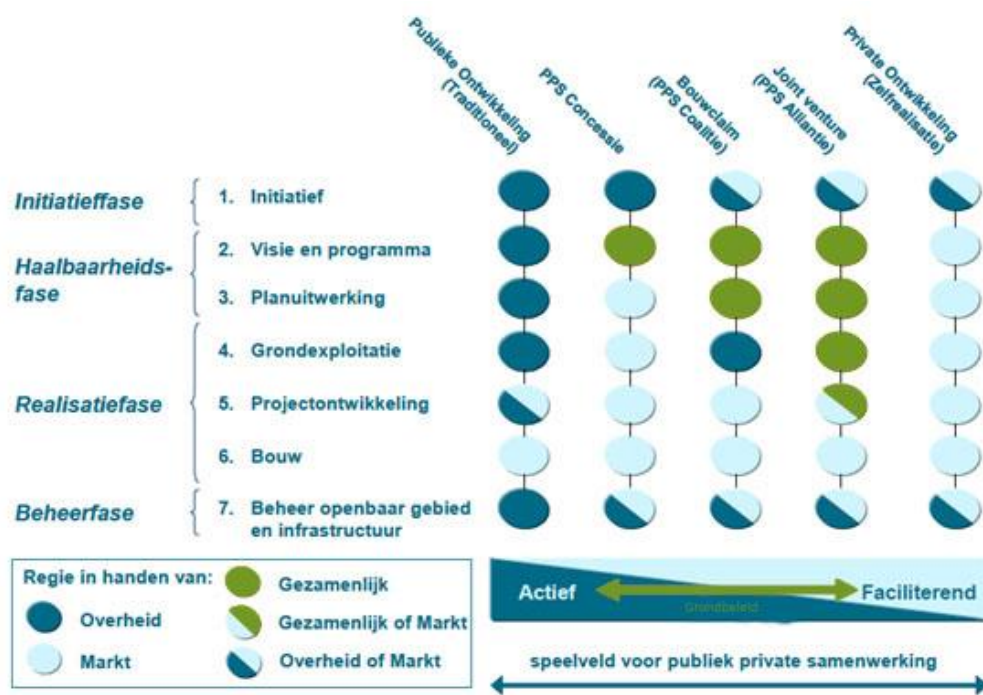 Publieke Ontwikkeling
(Traditioneel)
PPS Concessie
Bouwclaim
(PPS Coalitie)
Joint venture
(PPS Alliantie)
Private Ontwikkeling
(Zelfrealisatie)
Initiatieffase
1. Initiatief
Haalbaarheids-
fase
2. Visie en programma
3. Planuitwerking
Realisatiefase
4. Grondexploitatie
5. Projectontwikkeling
6. Bouw
Beheerfase
7. Beheer openbaar gebied
en infrastructuur
Regie in handen van:
Overheid
Markt
Gezamenlijk
Gezamenlijk of Markt
Overheid of Markt
Actief
Grondbeleid
Faciliterend
speelveld voor publiek private samenwerking